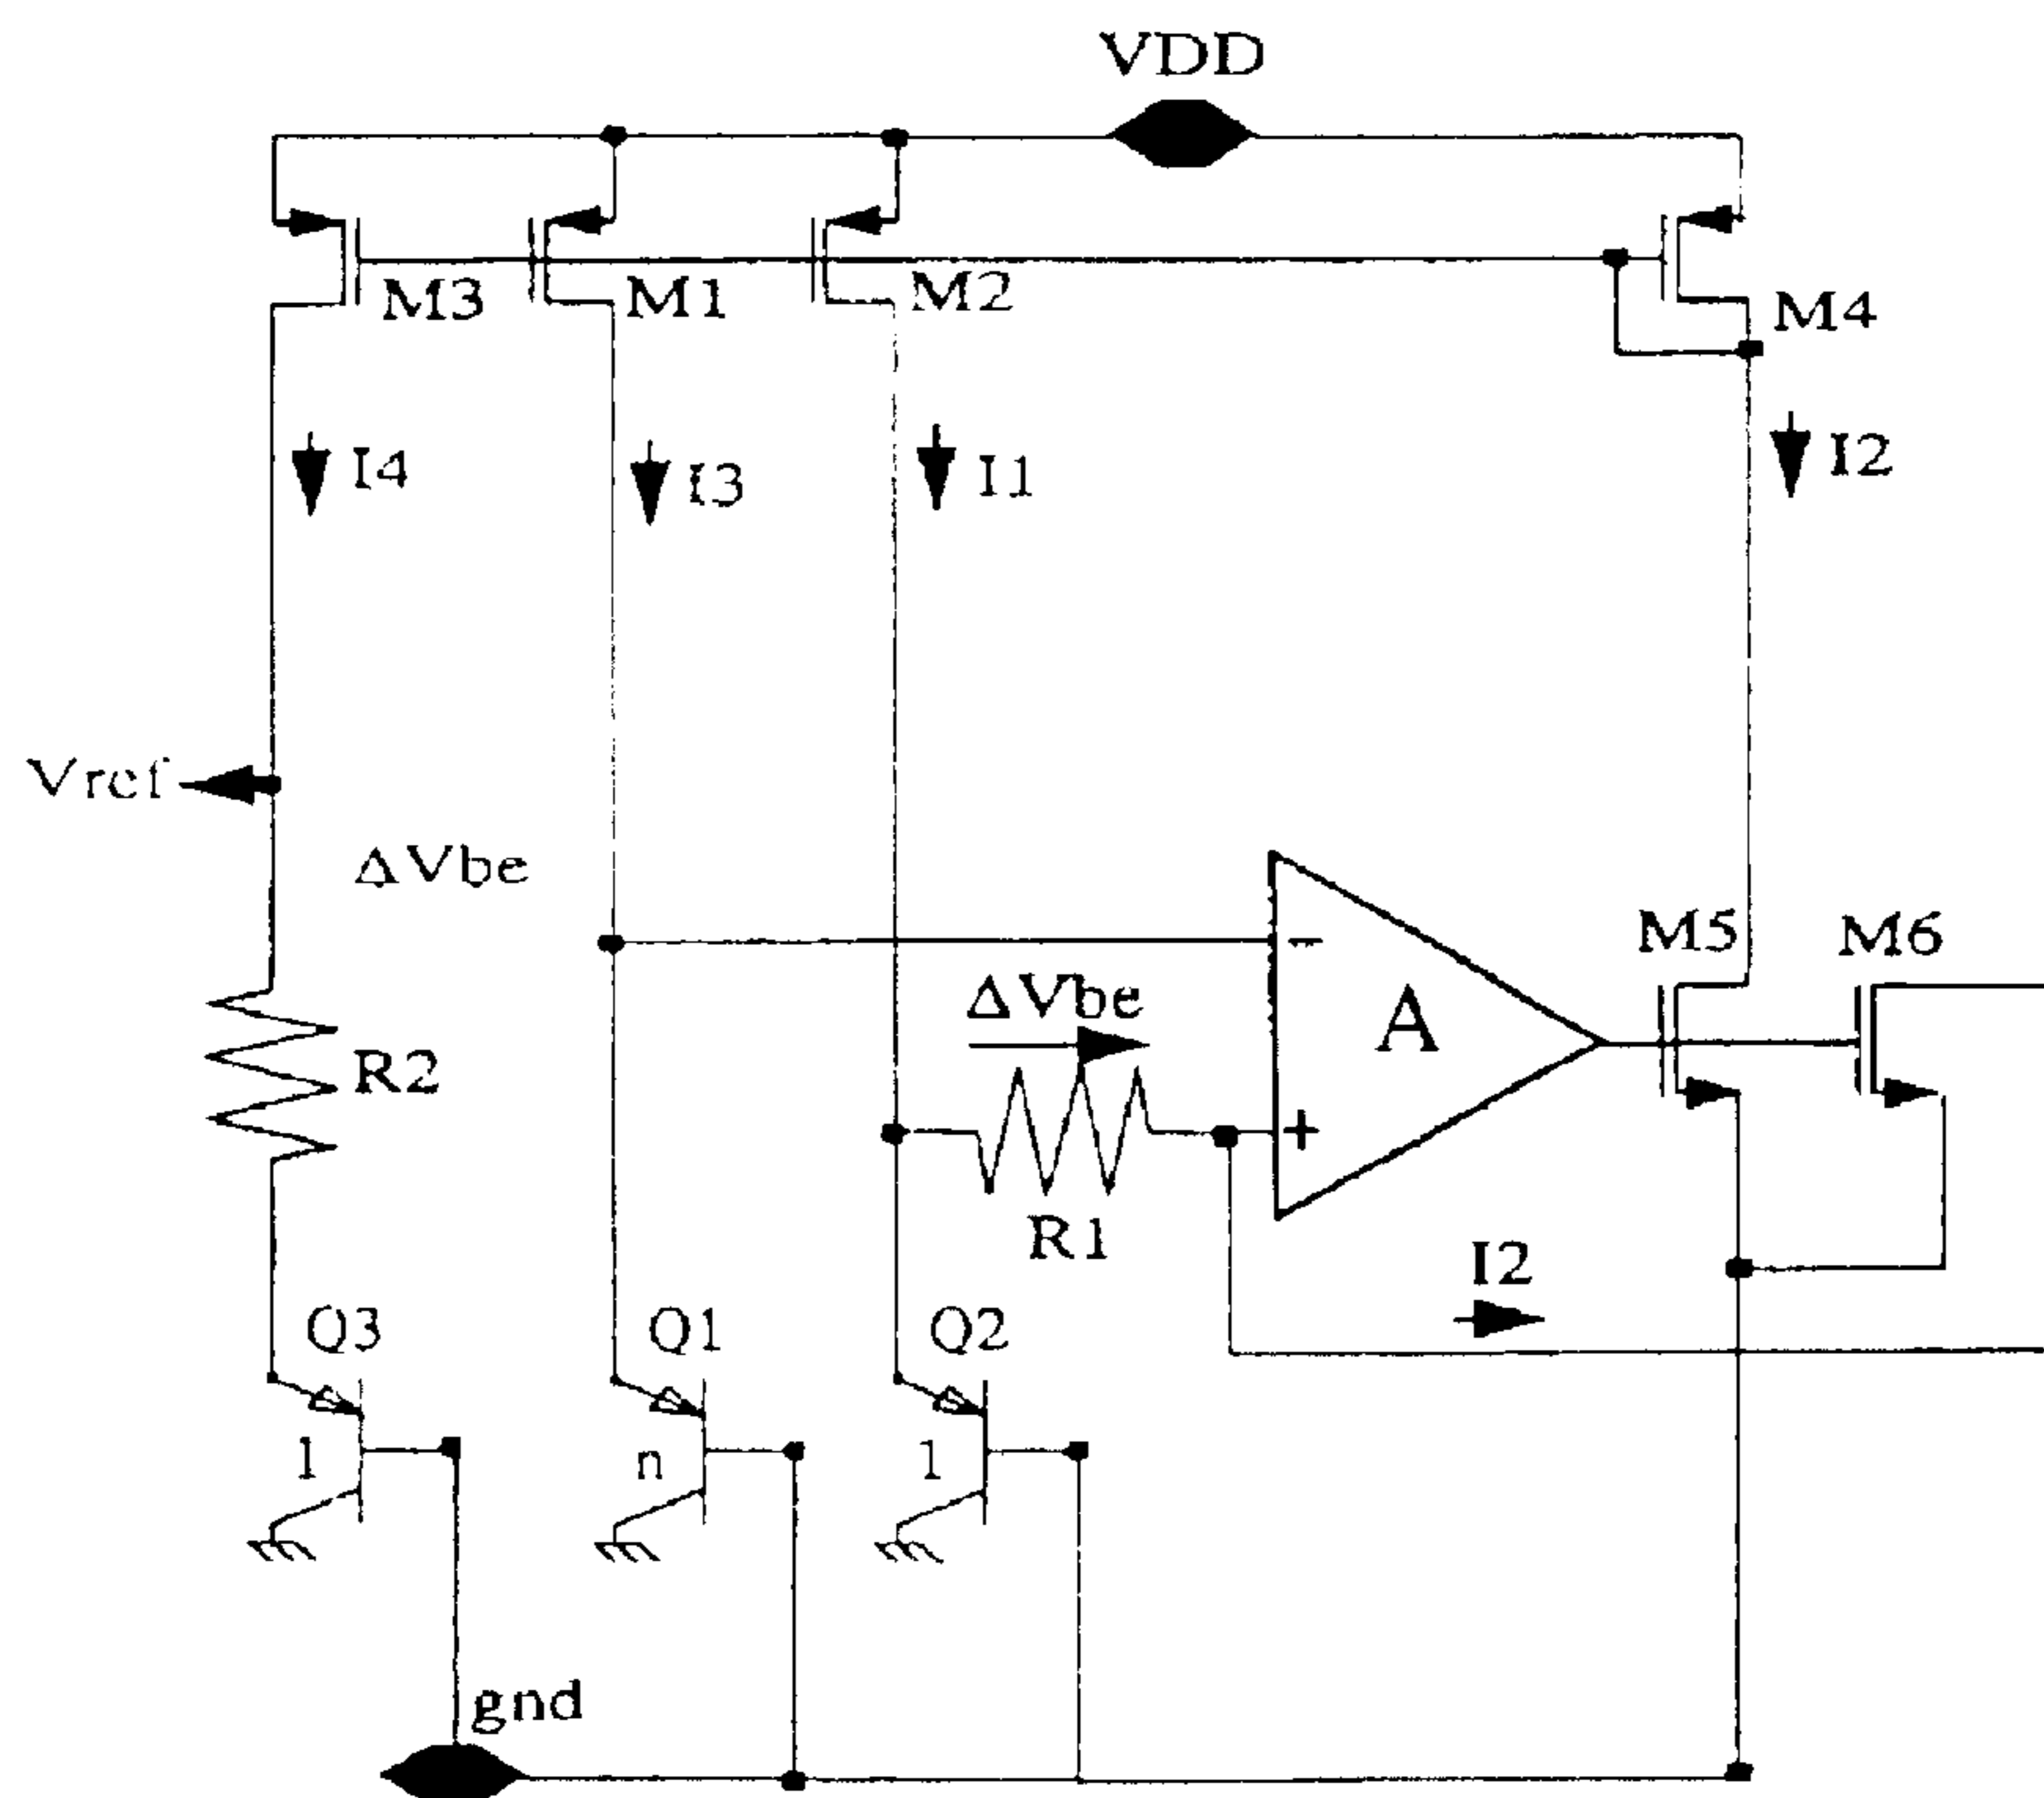 VDD
M3
M1
M2
M4
I4
I3
I1
I2
Vref
ΔVbe
M5
M6
ΔVbe
-
A
R2
+
R1
I2
Q3
Q1
Q2
1
n
1
gnd